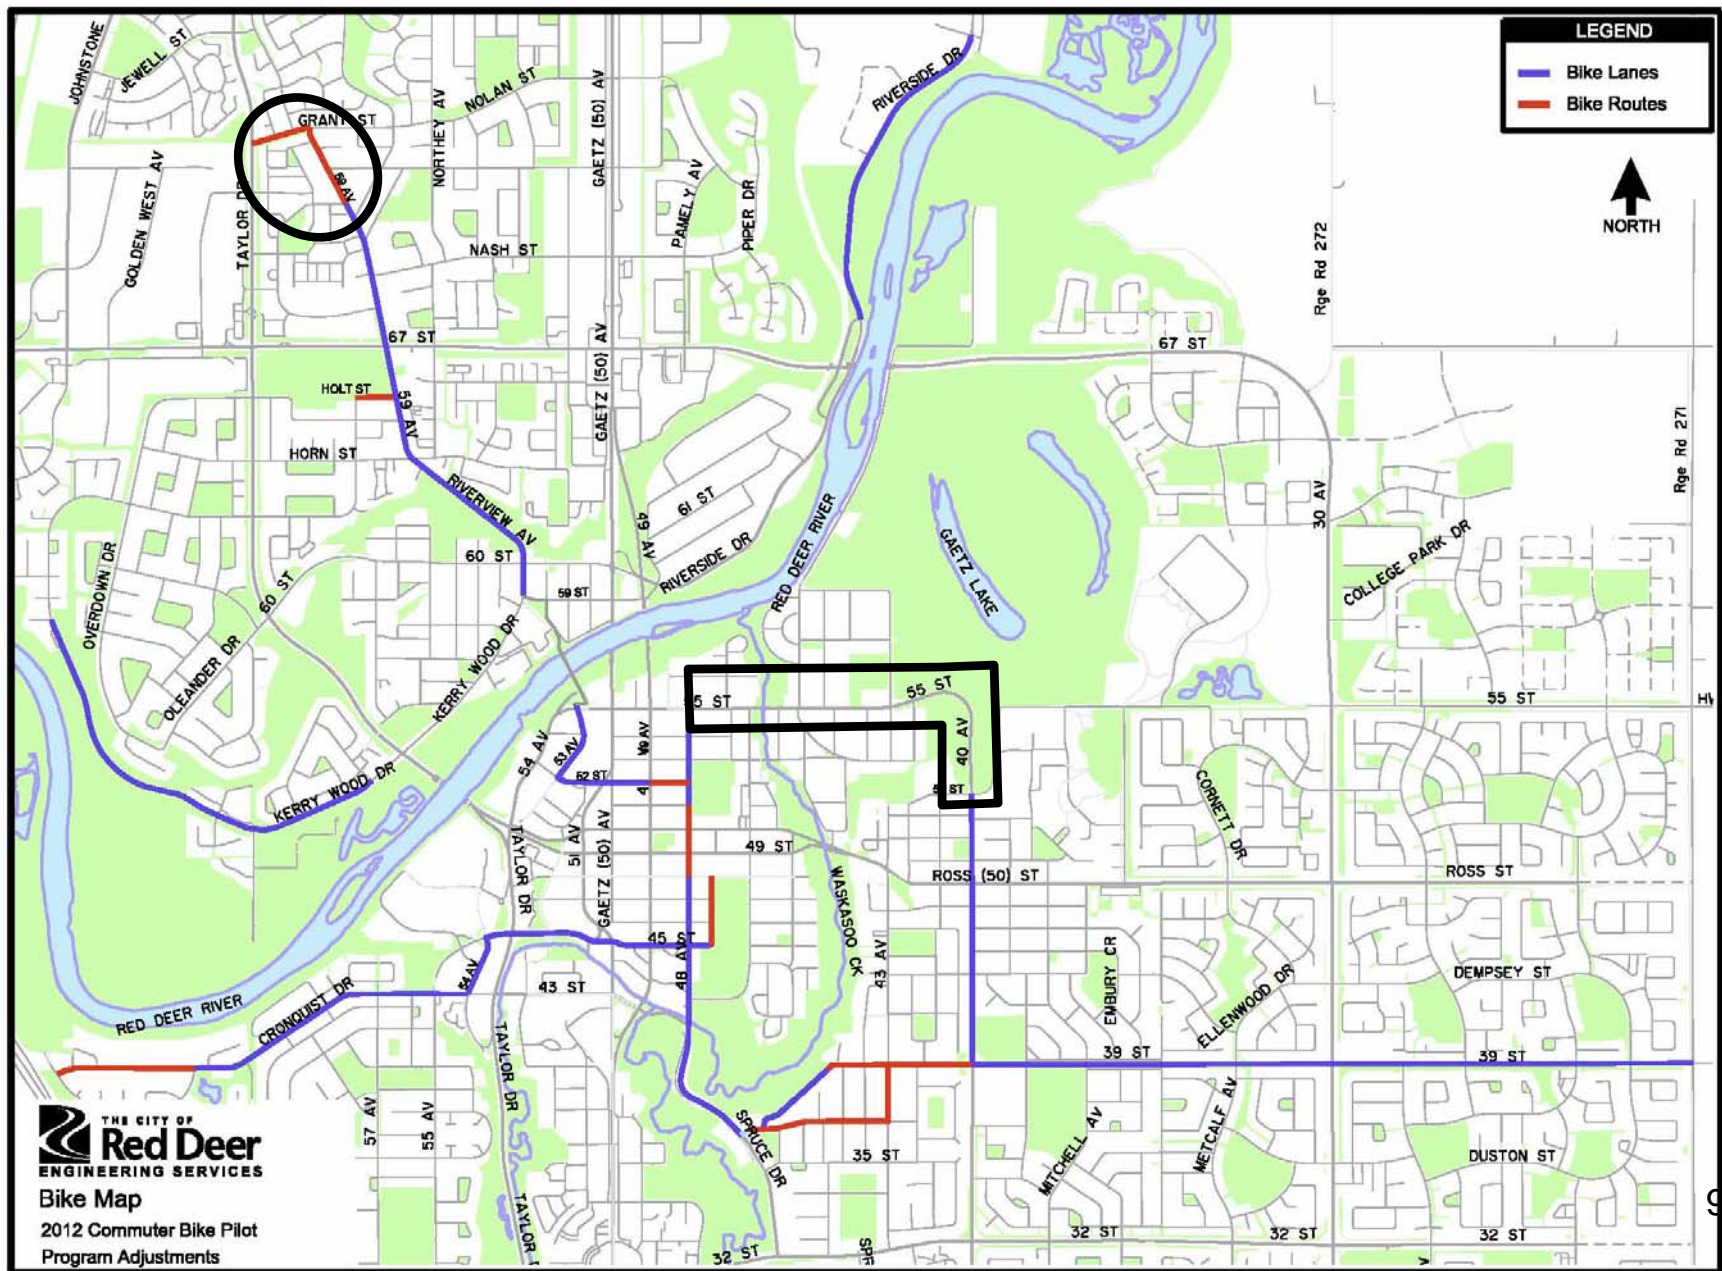 LEGEND
Bike Lanes
Bike Routes
NORTH
JOHNSTONE
JEWELL ST
GRANT ST
NORTHEY AV
NOLAN ST
GAETZ (50) AV
RIVERSIDE DR
GOLDEN WEST AV
TAYLOR DR
59 AV
NASH ST
PAMELY AV
PIPER DR
Rge Rd 272
67 ST
GAETZ (50) AV
67 ST
HOLT ST
59 AV
HORN ST
RIVERVIEW AV
61 ST
49 AV
30 AV
Rge Rd 271
RED DEER RIVER
GAETZ LAKE
COLLEGE PARK DR
OVERDOWN DR
60 ST
60 ST
59 ST
RIVERSIDE DR
OLEANDER DR
KERRY WOOD DR
55 ST
55 ST
40 AV
54 AV
53 AV
52 ST
KERRY WOOD DR
CORNETT DR
TAYLOR DR
51 AV
GAETZ (50) AV
49 ST
WASKASOO CK
ROSS (50) ST
ROSS ST
45 ST
48 AV
43 AV
54 AV
43 ST
EMBURY CR
ELLENWOOD DR
DEMPSEY ST
RED DEER RIVER
CRONQUIST DR
TAYLOR DR
39 ST
39 ST
57 AV
55 AV
SPRUCE DR
35 ST
MITCHELL AV
METCALF AV
DUSTON ST
TAYLOR
32 ST
32 ST
32 ST
32 ST
THE CITY OF
Red Deer
ENGINEERING SERVICES
Bike Map
2012 Commuter Bike Pilot
Program Adjustments